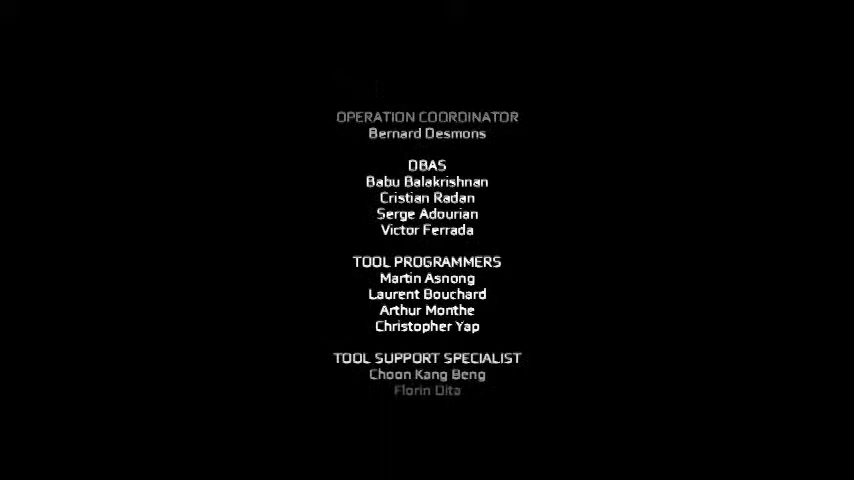 OPERATION COORDINATOR
Bernard Desmons
DBAS
Babu Balakrishnan
Cristian Radan
Serge Adourian
Victor Ferrada
TOOL PROGRAMMERS
Martin Asnong
Laurent Bouchard
Arthur Monthe
Christopher Yap
TOOL SUPPORT SPECIALIST
Choon Kang Beng
Florin Dita